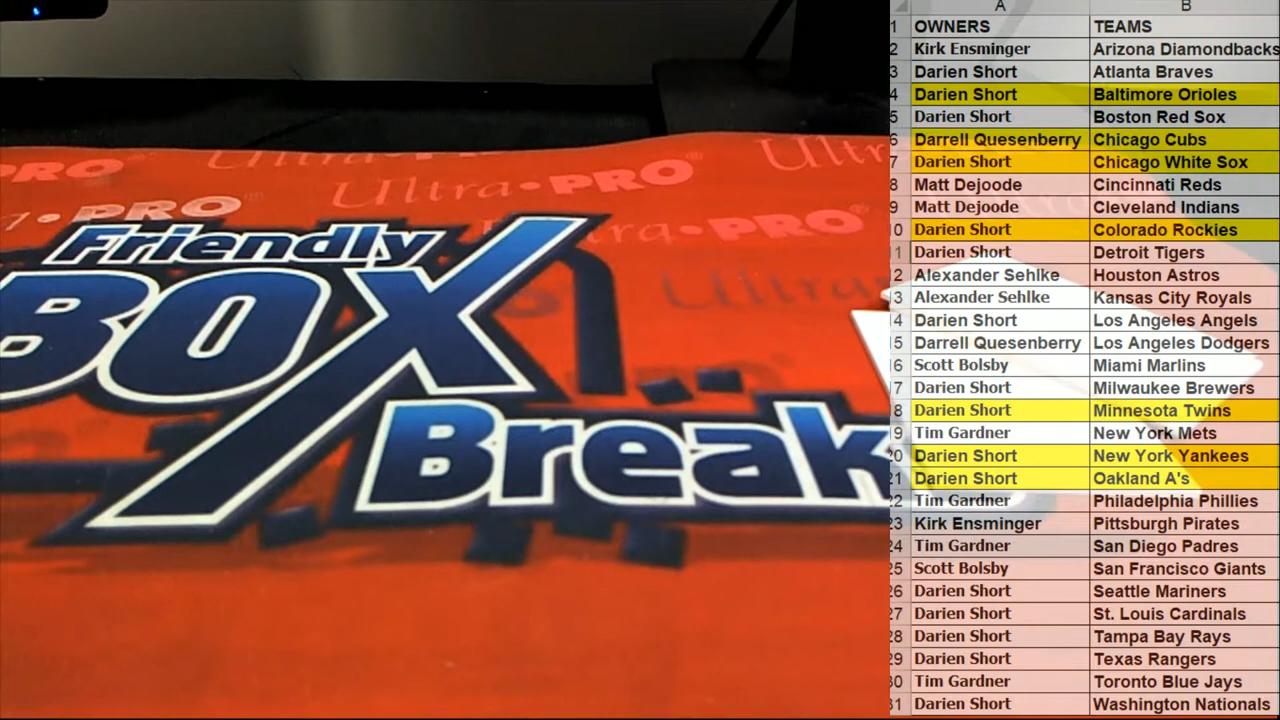 Ultra•PRO
PRO
Ultra•PRO
Ultra
•PRO
ra•PRO
Ultra
Friendly
BOX
Break
A B
1 OWNERS TEAMS
2 Kirk Ensminger Arizona Diamondbacks
3 Darien Short Atlanta Braves
4 Darien Short Baltimore Orioles
5 Darien Short Boston Red Sox
6 Darrell Quesenberry Chicago Cubs
7 Darien Short Chicago White Sox
8 Matt Dejoode Cincinnati Reds
9 Matt Dejoode Cleveland Indians
10 Darien Short Colorado Rockies
11 Darien Short Detroit Tigers
12 Alexander Sehlke Houston Astros
13 Alexander Sehlke Kansas City Royals
14 Darien Short Los Angeles Angels
15 Darrell Quesenberry Los Angeles Dodgers
16 Scott Bolsby Miami Marlins
17 Darien Short Milwaukee Brewers
18 Darien Short Minnesota Twins
19 Tim Gardner New York Mets
20 Darien Short New York Yankees
21 Darien Short Oakland A's
22 Tim Gardner Philadelphia Phillies
23 Kirk Ensminger Pittsburgh Pirates
24 Tim Gardner San Diego Padres
25 Scott Bolsby San Francisco Giants
26 Darien Short Seattle Mariners
27 Darien Short St. Louis Cardinals
28 Darien Short Tampa Bay Rays
29 Darien Short Texas Rangers
30 Tim Gardner Toronto Blue Jays
31 Darien Short Washington Nationals